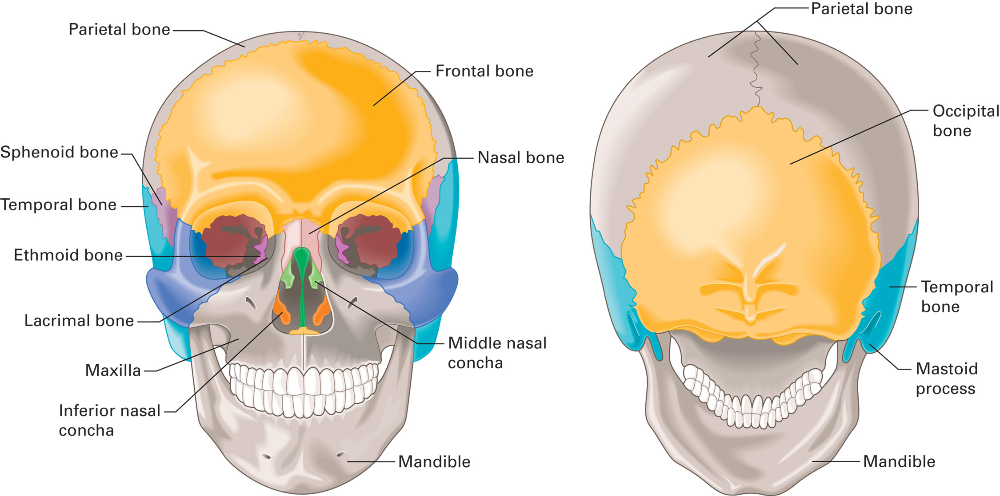 Parietal bone
Frontal bone
Sphenoid bone
Nasal bone
Temporal bone
Ethmoid bone
Lacrimal bone
Middle nasal
concha
Maxilla
Inferior nasal
concha
Mandible
Parietal bone
Occipital
bone
Temporal
bone
Mastoid
process
Mandible